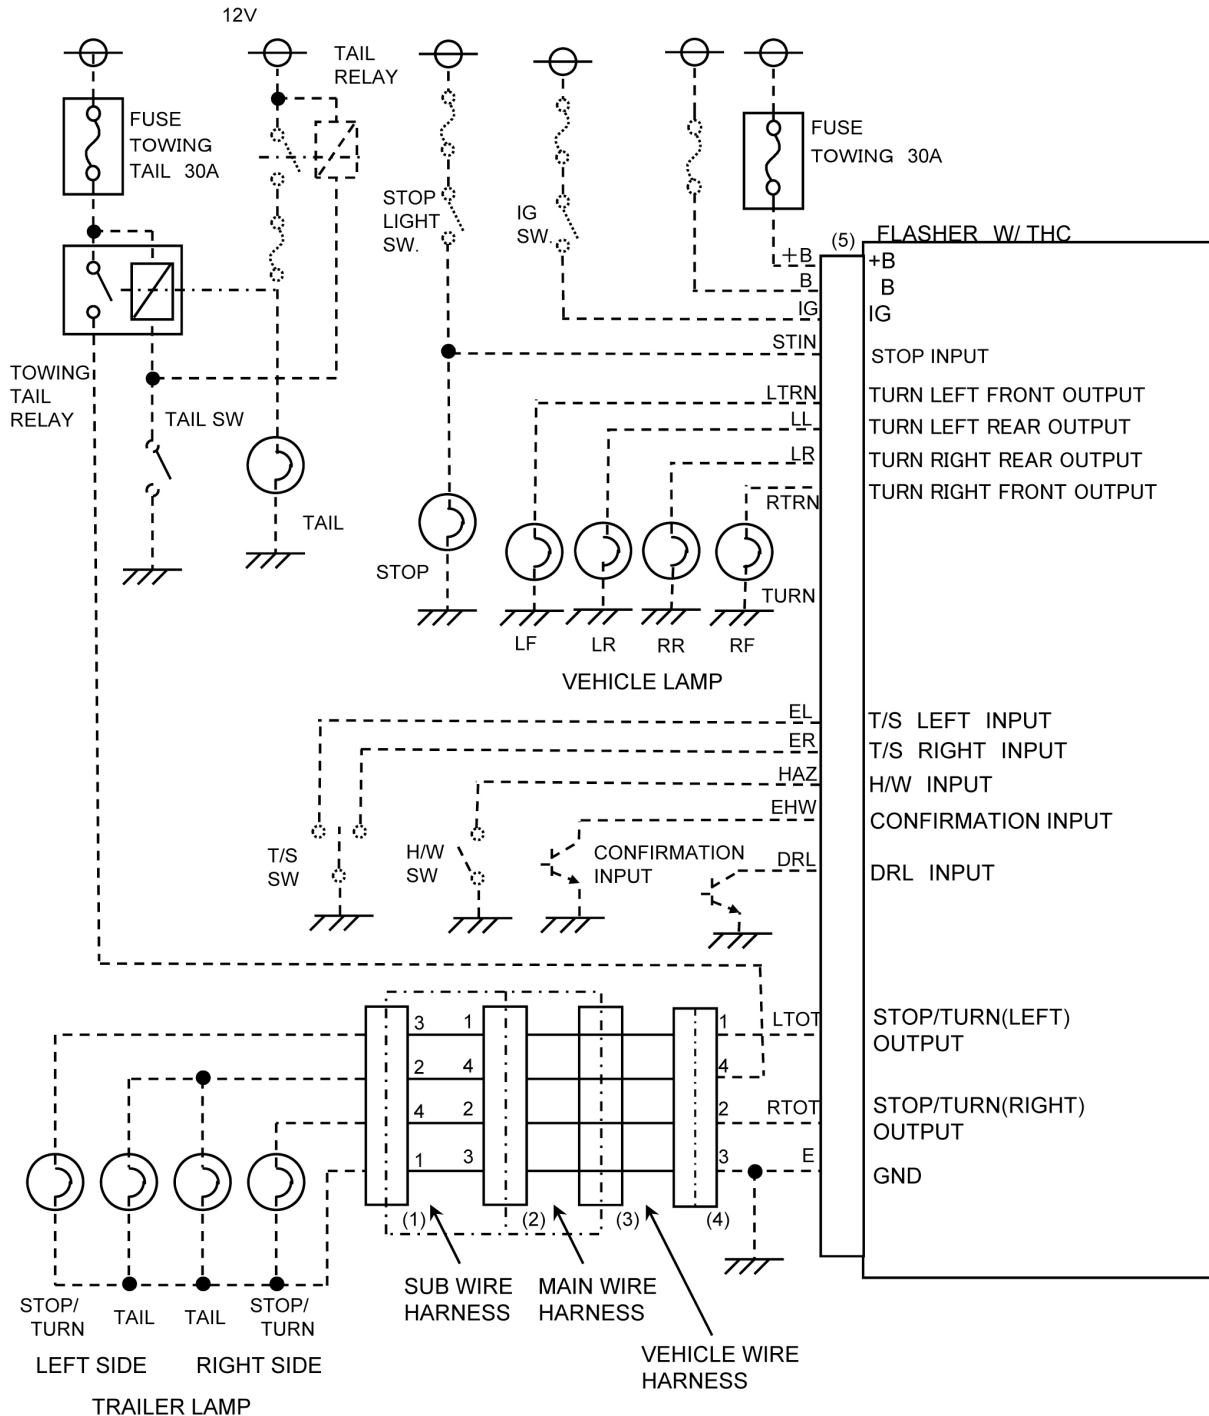 12V
TAIL
RELAY
FUSE
TOWING
TAIL 30A
STOP
LIGHT
SW.
IG
SW.
FUSE
TOWING 30A
(5)
FLASHER W/ THC
+B
+B
B
B
IG
IG
STIN
STOP INPUT
TOWING
TAIL
RELAY
TAIL SW
TAIL
STOP
LTRN
TURN LEFT FRONT OUTPUT
LL
TURN LEFT REAR OUTPUT
LR
TURN RIGHT REAR OUTPUT
RTRN
TURN RIGHT FRONT OUTPUT
TURN
LF
LR
RR
RF
VEHICLE LAMP
EL
T/S LEFT INPUT
ER
T/S RIGHT INPUT
HAZ
H/W INPUT
EHW
CONFIRMATION INPUT
DRL
DRL INPUT
T/S
SW
H/W
SW
CONFIRMATION
INPUT
3 1 1
LTOT
STOP/TURN(LEFT)
OUTPUT
2 4 4
4 2 2
RTOT
STOP/TURN(RIGHT)
OUTPUT
1 3 3
E
GND
(1)
(2)
(3)
(4)
SUB WIRE
HARNESS
MAIN WIRE
HARNESS
VEHICLE WIRE
HARNESS
STOP/
TURN
TAIL
TAIL
STOP/
TURN
LEFT SIDE
RIGHT SIDE
TRAILER LAMP